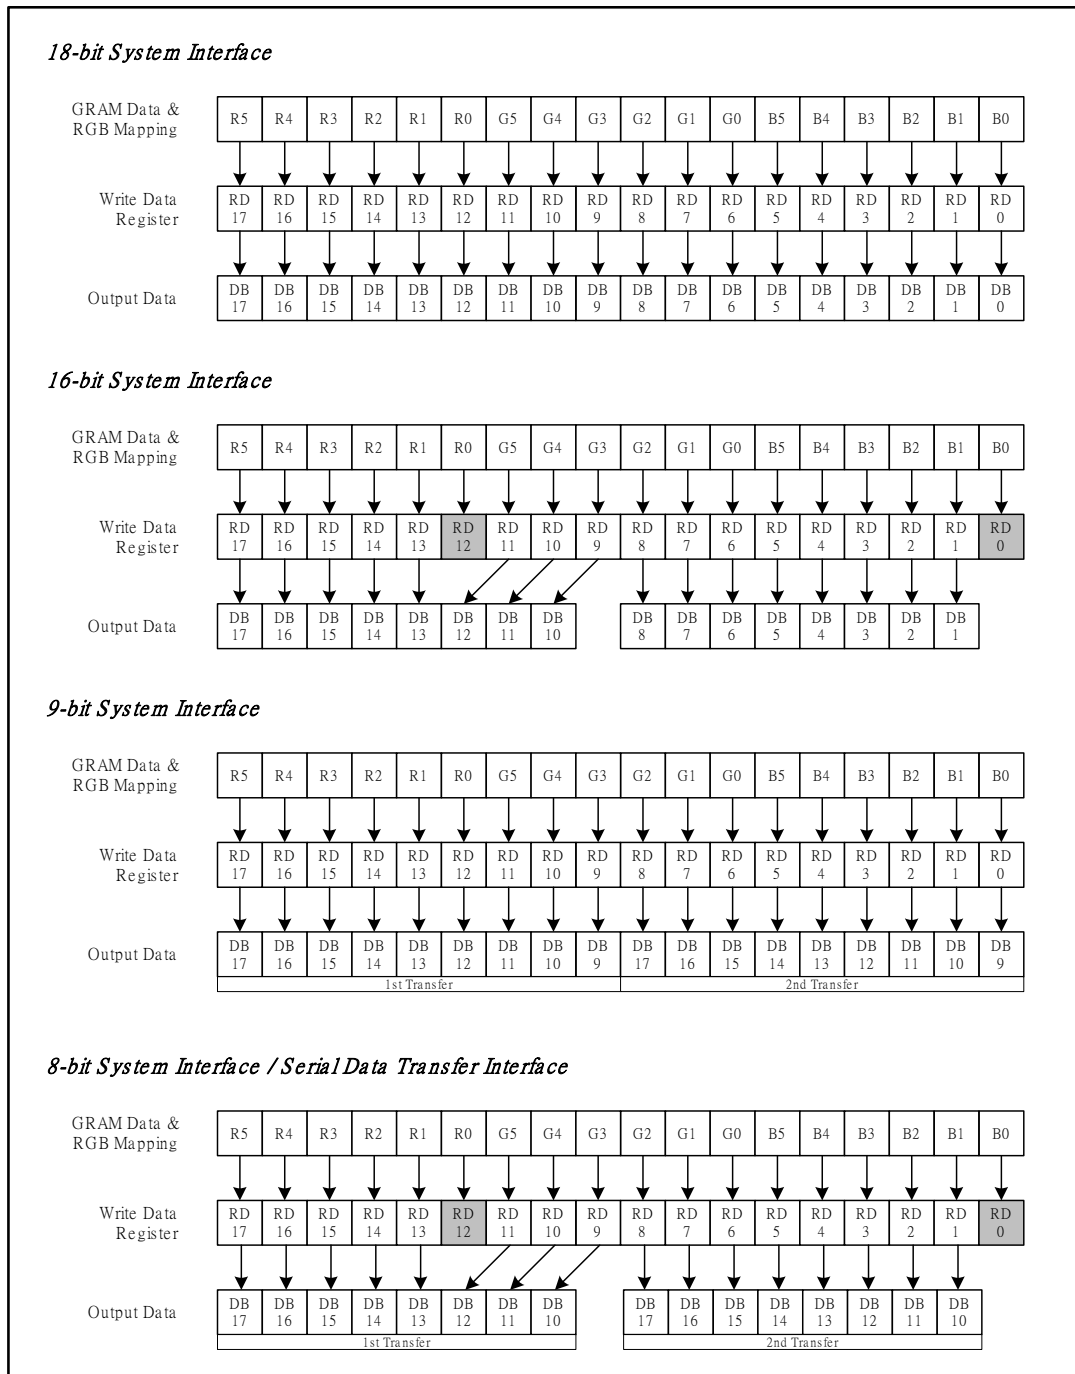 18-bit System Interface
GRAM Data &
RGB Mapping
R5 R4 R3 R2 R1 R0 G5 G4 G3 G2 G1 G0 B5 B4 B3 B2 B1 B0
Write Data
Register
RD RD RD RD RD RD RD RD RD RD RD RD RD RD RD RD RD RD
17 16 15 14 13 12 11 10 9 8 7 6 5 4 3 2 1 0
Output Data
DB DB DB DB DB DB DB DB DB DB DB DB DB DB DB DB DB DB
17 16 15 14 13 12 11 10 9 8 7 6 5 4 3 2 1 0
16-bit System Interface
GRAM Data &
RGB Mapping
R5 R4 R3 R2 R1 R0 G5 G4 G3 G2 G1 G0 B5 B4 B3 B2 B1 B0
Write Data
Register
RD RD RD RD RD RD RD RD RD RD RD RD RD RD RD RD RD RD
17 16 15 14 13 12 11 10 9 8 7 6 5 4 3 2 1 0
Output Data
DB DB DB DB DB DB DB DB DB DB DB DB DB DB DB DB
17 16 15 14 13 12 11 10 8 7 6 5 4 3 2 1
9-bit System Interface
GRAM Data &
RGB Mapping
R5 R4 R3 R2 R1 R0 G5 G4 G3 G2 G1 G0 B5 B4 B3 B2 B1 B0
Write Data
Register
RD RD RD RD RD RD RD RD RD RD RD RD RD RD RD RD RD RD
17 16 15 14 13 12 11 10 9 8 7 6 5 4 3 2 1 0
Output Data
DB DB DB DB DB DB DB DB DB DB DB DB DB DB DB DB DB DB
17 16 15 14 13 12 11 10 9 17 16 15 14 13 12 11 10 9
1st Transfer 2nd Transfer
8-bit System Interface / Serial Data Transfer Interface
GRAM Data &
RGB Mapping
R5 R4 R3 R2 R1 R0 G5 G4 G3 G2 G1 G0 B5 B4 B3 B2 B1 B0
Write Data
Register
RD RD RD RD RD RD RD RD RD RD RD RD RD RD RD RD RD RD
17 16 15 14 13 12 11 10 9 8 7 6 5 4 3 2 1 0
Output Data
DB DB DB DB DB DB DB DB DB DB DB DB DB DB DB DB
17 16 15 14 13 12 11 10 17 16 15 14 13 12 11 10
1st Transfer 2nd Transfer